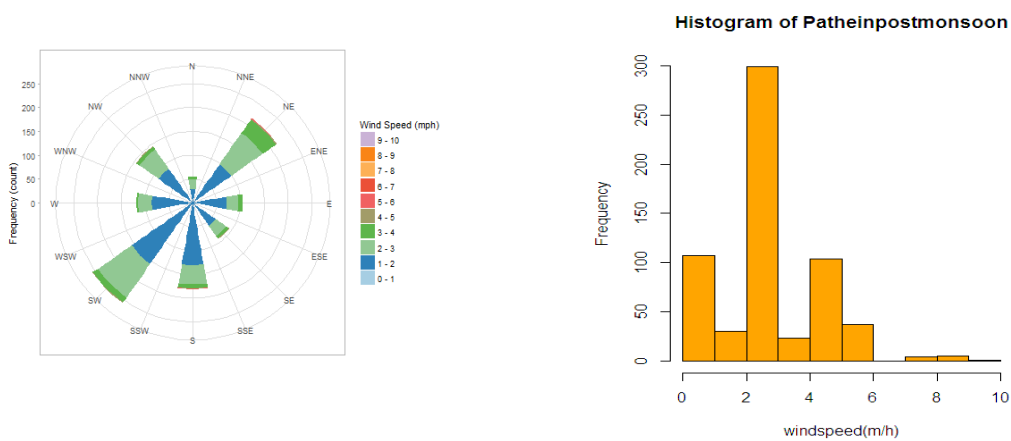 Histogram of Patheinpostmonsoon
N
NNE
NE
ENE
E
ESE
SE
SSE
S
SSW
SW
WSW
W
WNW
NW
NNW
Frequency (count)
250
200
150
100
50
0
Wind Speed (mph)
9 - 10
8 - 9
7 - 8
6 - 7
5 - 6
4 - 5
3 - 4
2 - 3
1 - 2
0 - 1
Frequency
300
200
150
100
50
0
0 2 4 6 8 10
windspeed(m/h)